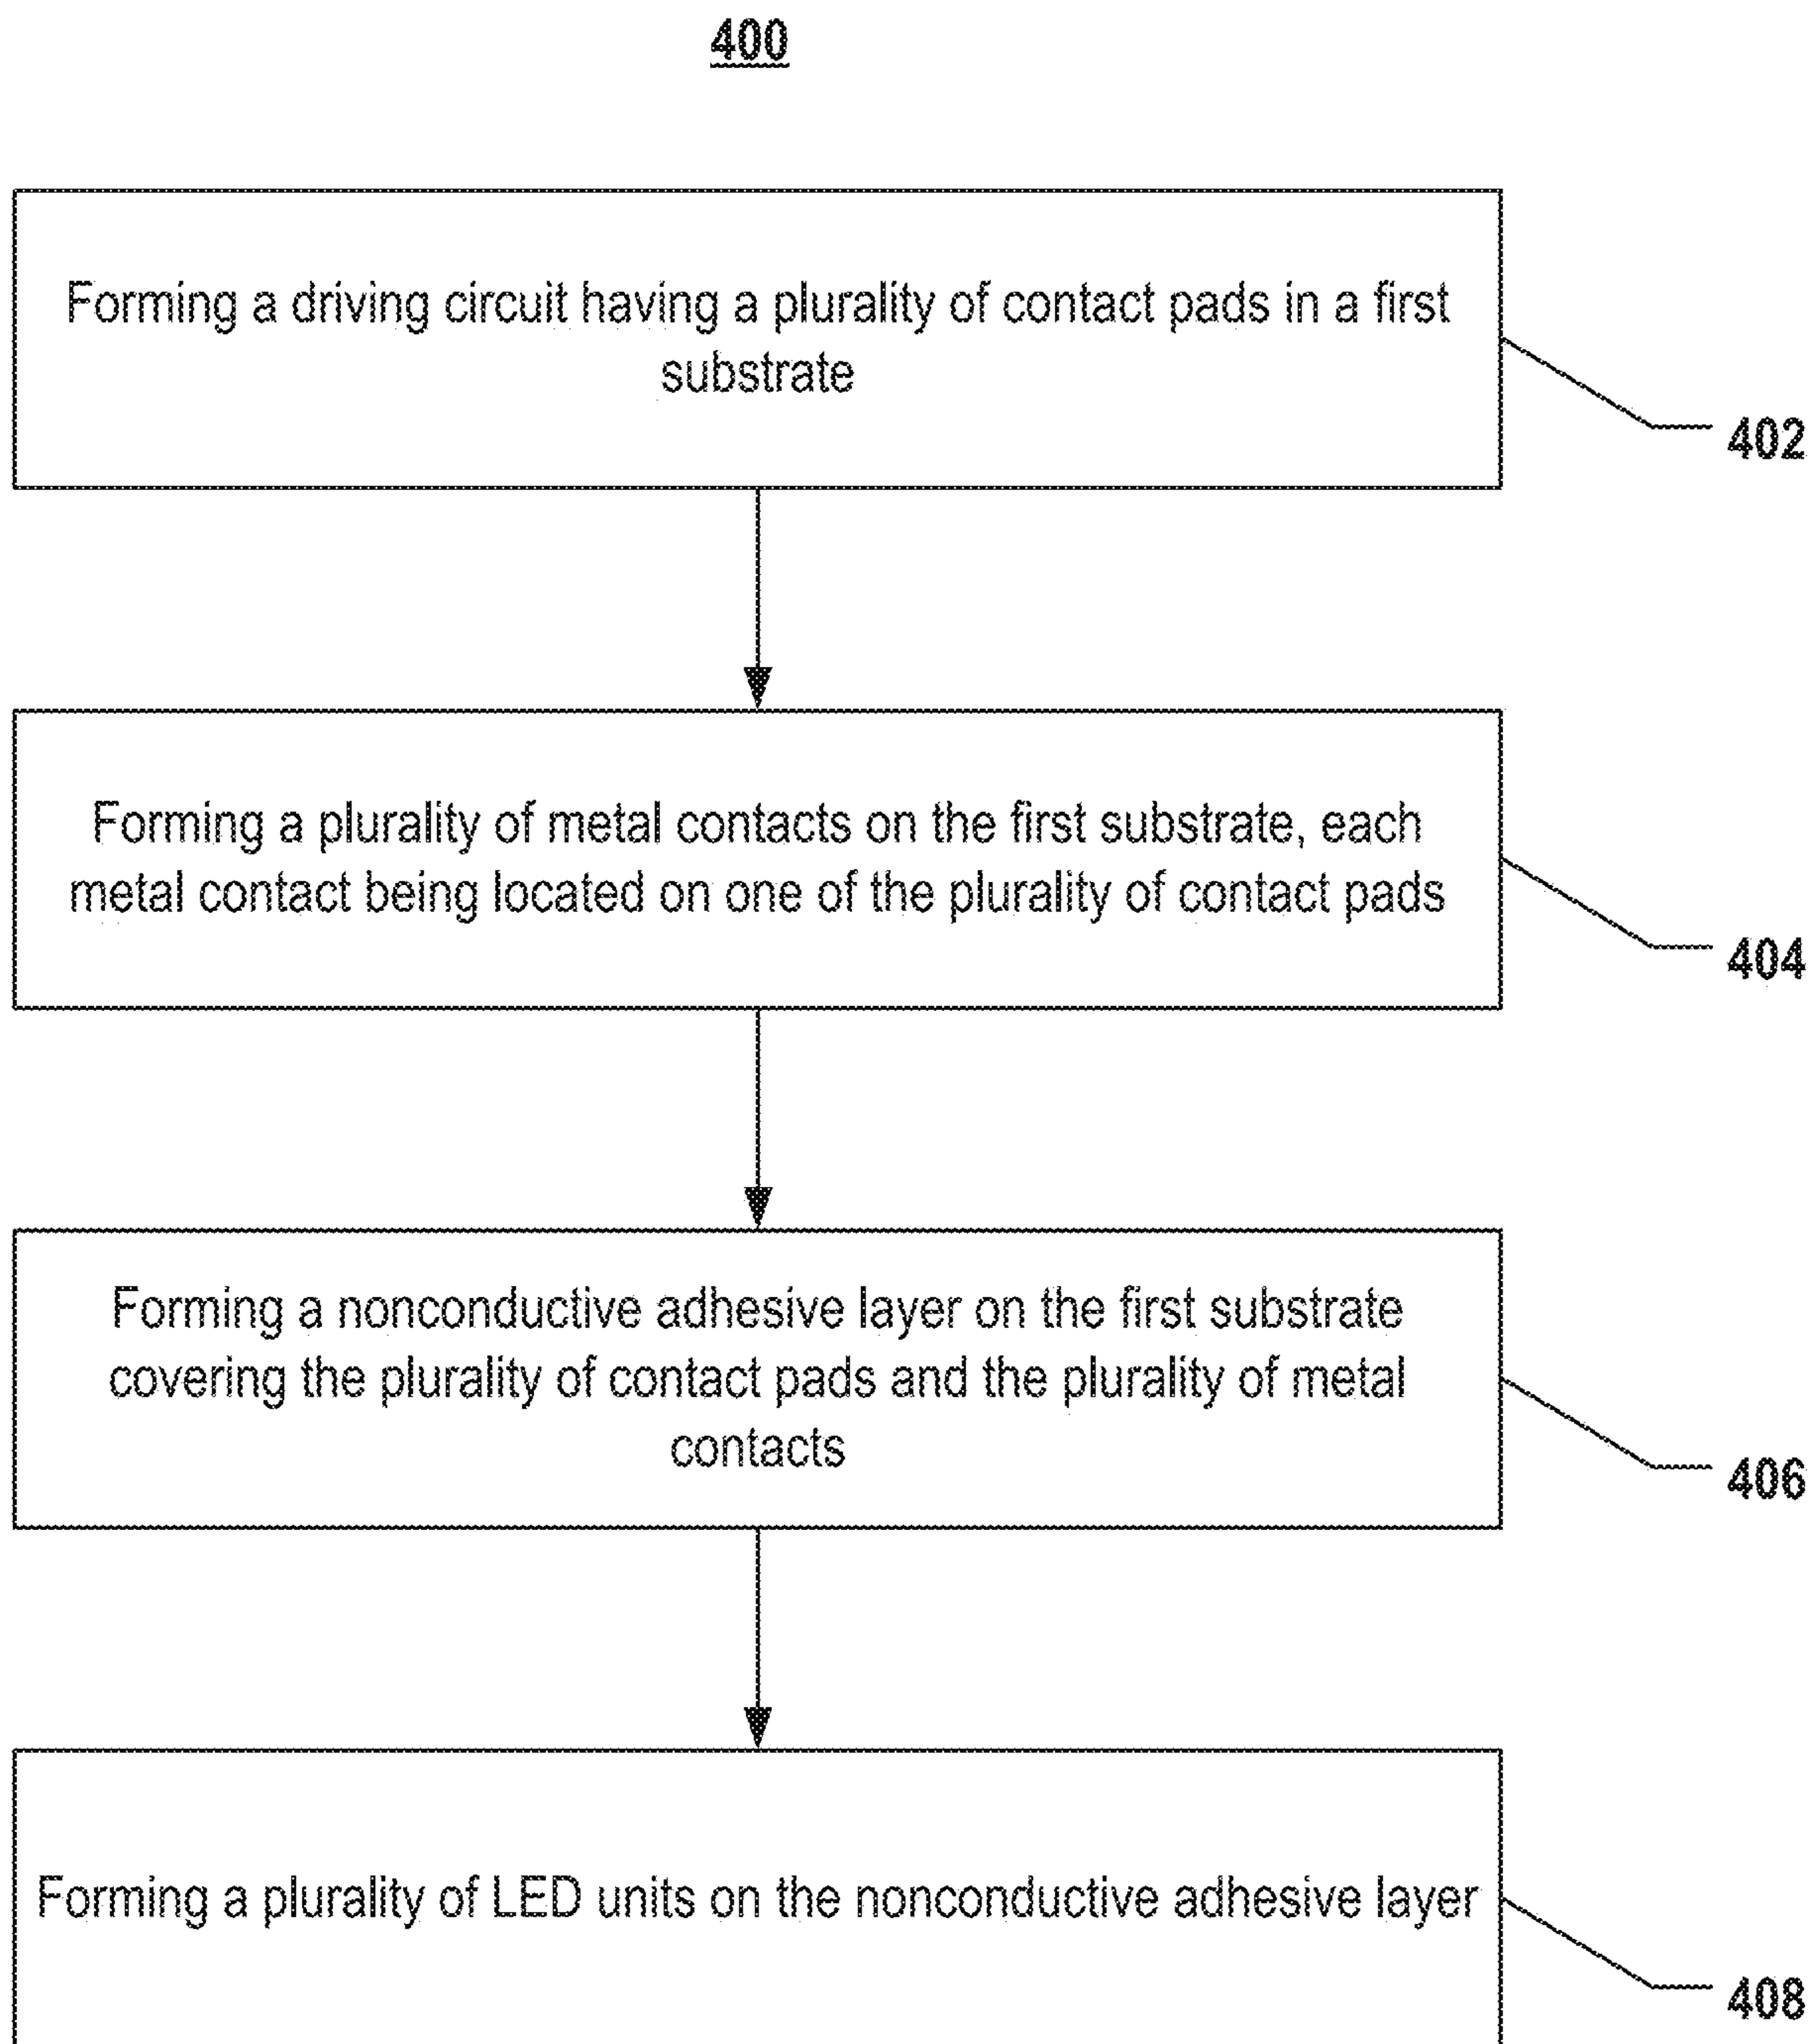 400
Forming a driving circuit having a plurality of contact pads in a first
substrate
402
Forming a plurality of metal contacts on the first substrate, each
metal contact being located on one of the plurality of contact pads
404
Forming a nonconductive adhesive layer on the first substrate
covering the plurality of contact pads and the plurality of metal
contacts
406
Forming a plurality of LED units on the nonconductive adhesive layer
408